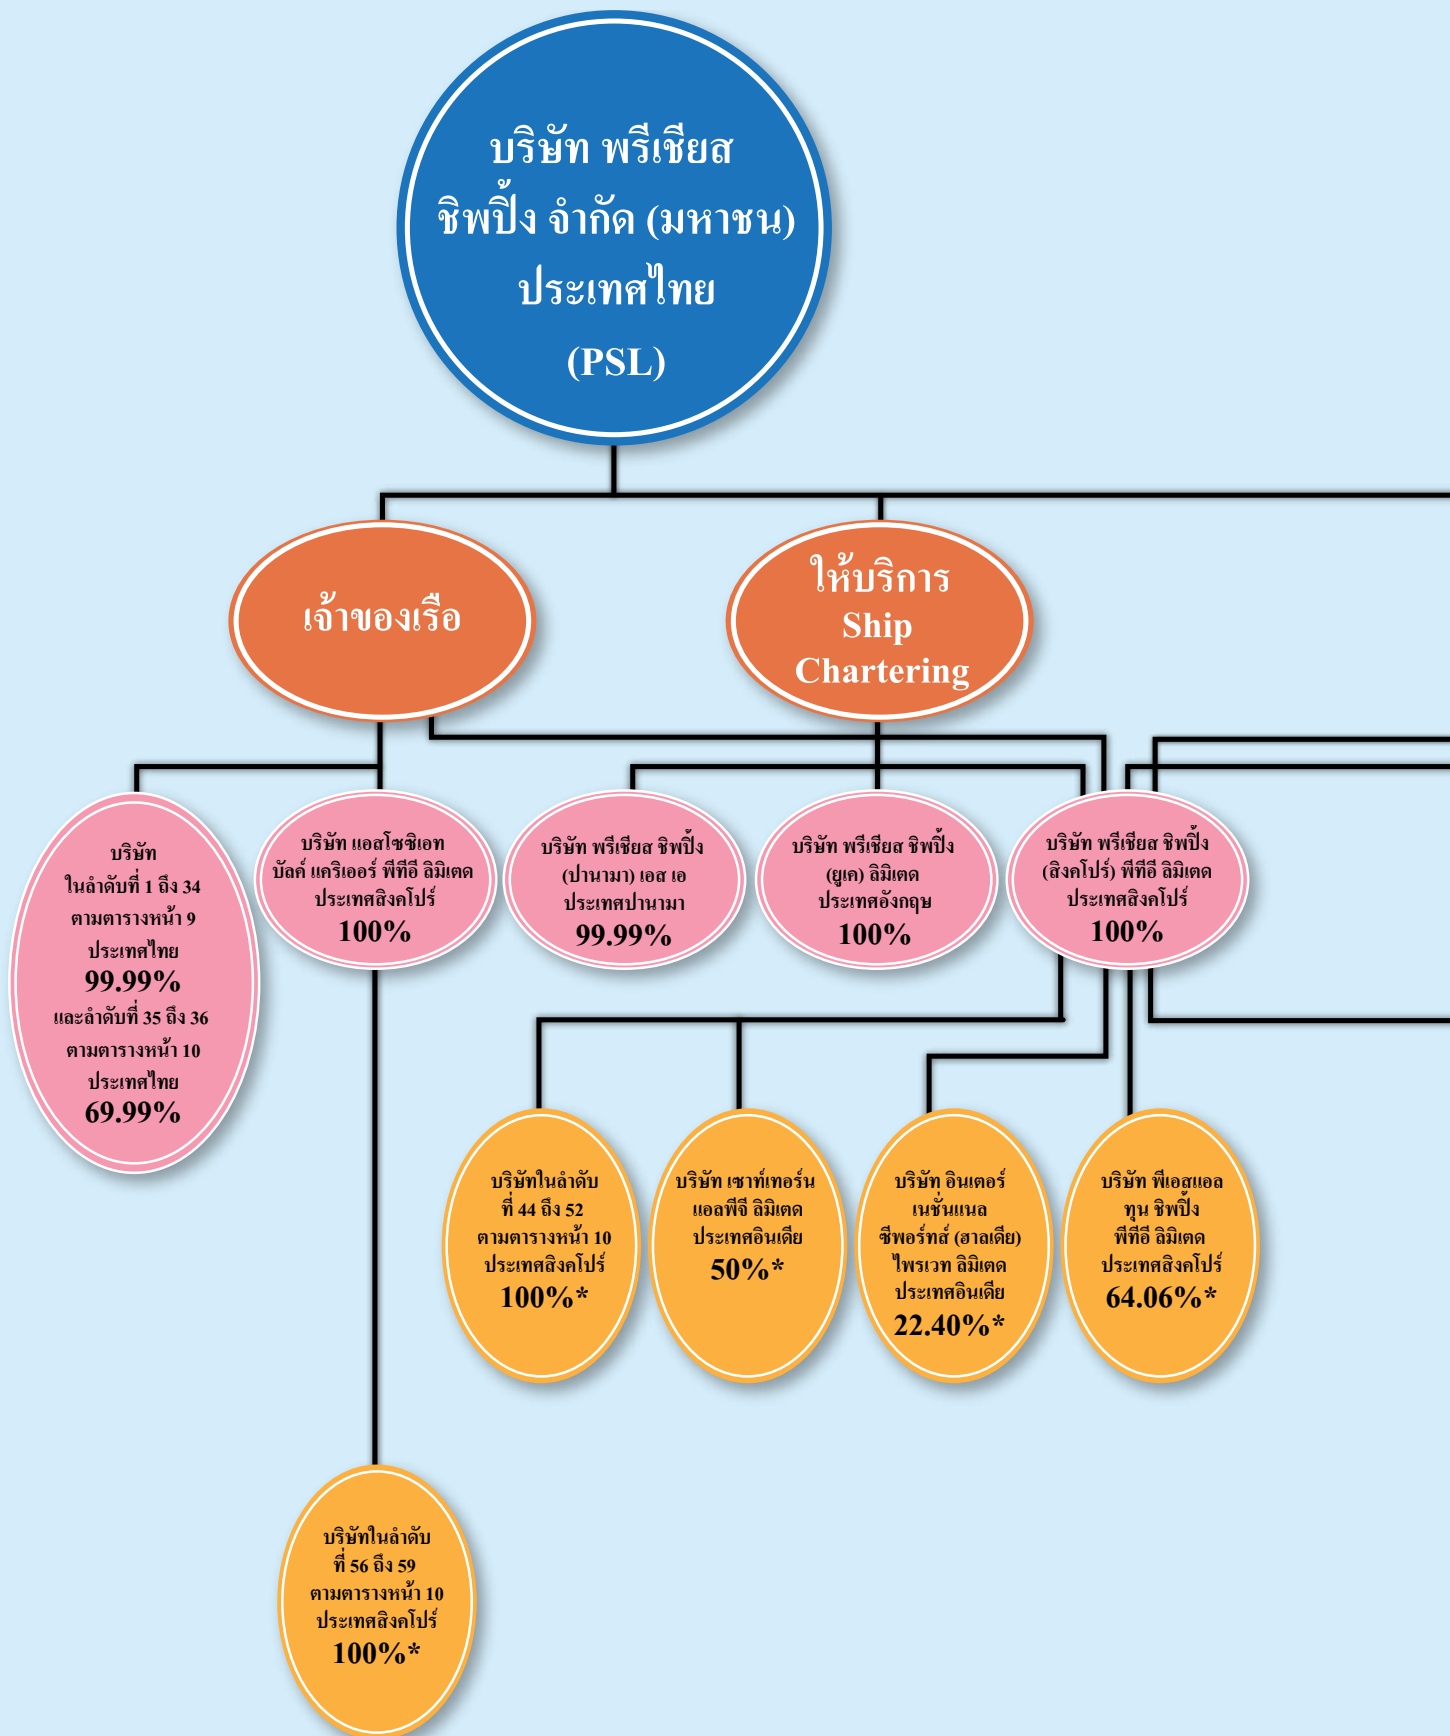 บริษัท พรีเชียส
ชิพปิ้ง จำกัด (มหาชน)
ประเทศไทย
(PSL)
เจ้าของเรือ
ให้บริการ
Ship
Chartering
บริษัท
ในลำดับที่ 1 ถึง 34
ตามตารางหน้า 9
ประเทศไทย
99.99%
และลำดับที่ 35 ถึง 36
ตามตารางหน้า 10
ประเทศไทย
69.99%
บริษัท แอสโซซิเอท
บัลค์ แคริเออร์ พีทีอี ลิมิเตด
ประเทศสิงคโปร์
100%
บริษัท พรีเชียส ชิพปิ้ง
(ปานามา) เอส เอ
ประเทศปานามา
99.99%
บริษัท พรีเชียส ชิพปิ้ง
(ยูเค) ลิมิเตด
ประเทศอังกฤษ
100%
บริษัท พรีเชียส ชิพปิ้ง
(สิงคโปร์) พีทีอี ลิมิเตด
ประเทศสิงคโปร์
100%
บริษัทในลำดับ
ที่ 44 ถึง 52
ตามตารางหน้า 10
ประเทศสิงคโปร์
100%*
บริษัท เซาท์เทอร์น
แอลพีจี ลิมิเตด
ประเทศอินเดีย
50%*
บริษัท อินเตอร์
เนชั่นแนล
ซีพอร์ทส์ (ฮาลเดีย)
ไพรเวท ลิมิเตด
ประเทศอินเดีย
22.40%*
บริษัท พีเอสแอล
ทุน ชิพปิ้ง
พีทีอี ลิมิเตด
ประเทศสิงคโปร์
64.06%*
บริษัทในลำดับ
ที่ 56 ถึง 59
ตามตารางหน้า 10
ประเทศสิงคโปร์
100%*